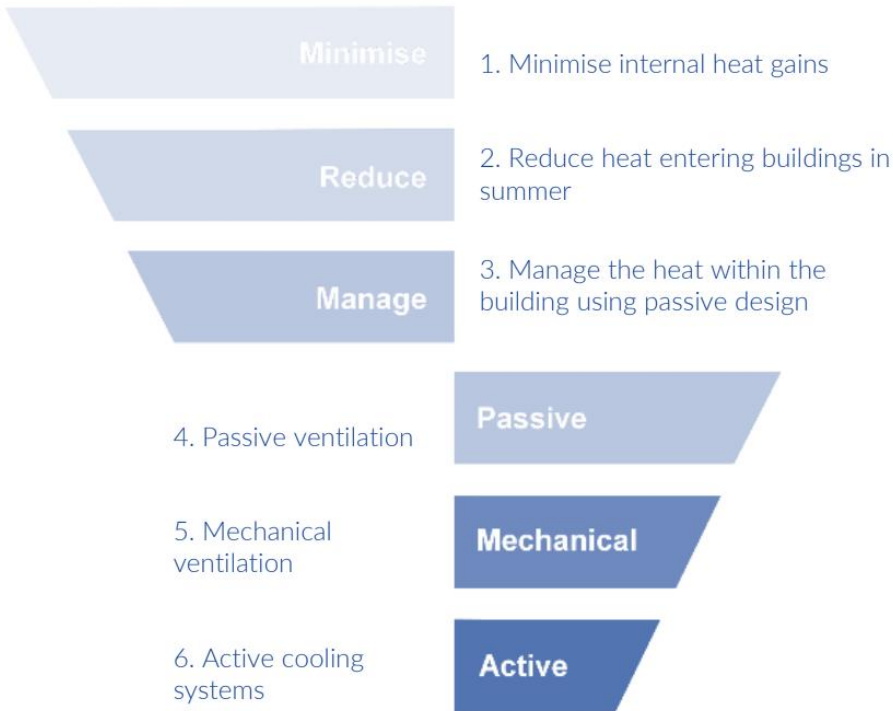 Minimise
1. Minimise internal heat gains
Reduce
2. Reduce heat entering buildings in
summer
Manage
3. Manage the heat within the
building using passive design
4. Passive ventilation
Passive
5. Mechanical
ventilation
Mechanical
6. Active cooling
systems
Active